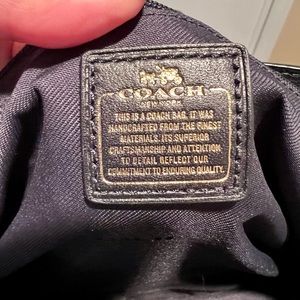 COACH
NEW YORK
THIS IS A COACH BAG. IT WAS
HANDCRAFTED FROM THE FINEST
MATERIALS. ITS SUPERIOR
CRAFTSMANSHIP AND ATTENTION
TO DETAIL REFLECT OUR
COMMITMENT TO ENDURING QUALITY.